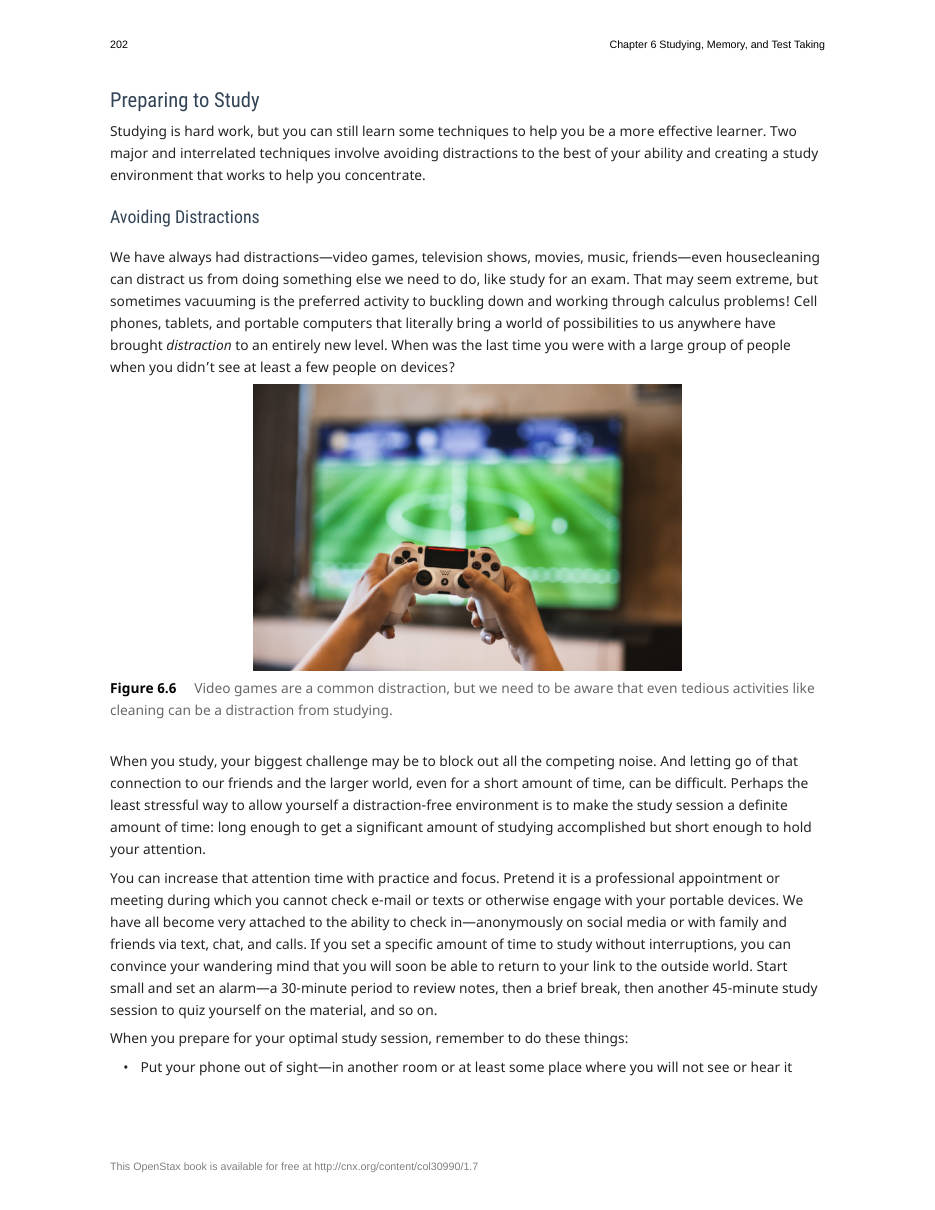 202
Chapter 6 Studying, Memory, and Test Taking
Preparing to Study
Studying is hard work, but you can still learn some techniques to help you be a more effective learner. Two
major and interrelated techniques involve avoiding distractions to the best of your ability and creating a study
environment that works to help you concentrate.
Avoiding Distractions
We have always had distractions—video games, television shows, movies, music, friends—even housecleaning
can distract us from doing something else we need to do, like study for an exam. That may seem extreme, but
sometimes vacuuming is the preferred activity to buckling down and working through calculus problems! Cell
phones, tablets, and portable computers that literally bring a world of possibilities to us anywhere have
brought distraction to an entirely new level. When was the last time you were with a large group of people
when you didn’t see at least a few people on devices?
Figure 6.6 Video games are a common distraction, but we need to be aware that even tedious activities like
cleaning can be a distraction from studying.
When you study, your biggest challenge may be to block out all the competing noise. And letting go of that
connection to our friends and the larger world, even for a short amount of time, can be difficult. Perhaps the
least stressful way to allow yourself a distraction-free environment is to make the study session a definite
amount of time: long enough to get a significant amount of studying accomplished but short enough to hold
your attention.
You can increase that attention time with practice and focus. Pretend it is a professional appointment or
meeting during which you cannot check e-mail or texts or otherwise engage with your portable devices. We
have all become very attached to the ability to check in—anonymously on social media or with family and
friends via text, chat, and calls. If you set a specific amount of time to study without interruptions, you can
convince your wandering mind that you will soon be able to return to your link to the outside world. Start
small and set an alarm—a 30-minute period to review notes, then a brief break, then another 45-minute study
session to quiz yourself on the material, and so on.
When you prepare for your optimal study session, remember to do these things:
• Put your phone out of sight—in another room or at least some place where you will not see or hear it
This OpenStax book is available for free at http://cnx.org/content/col30990/1.7